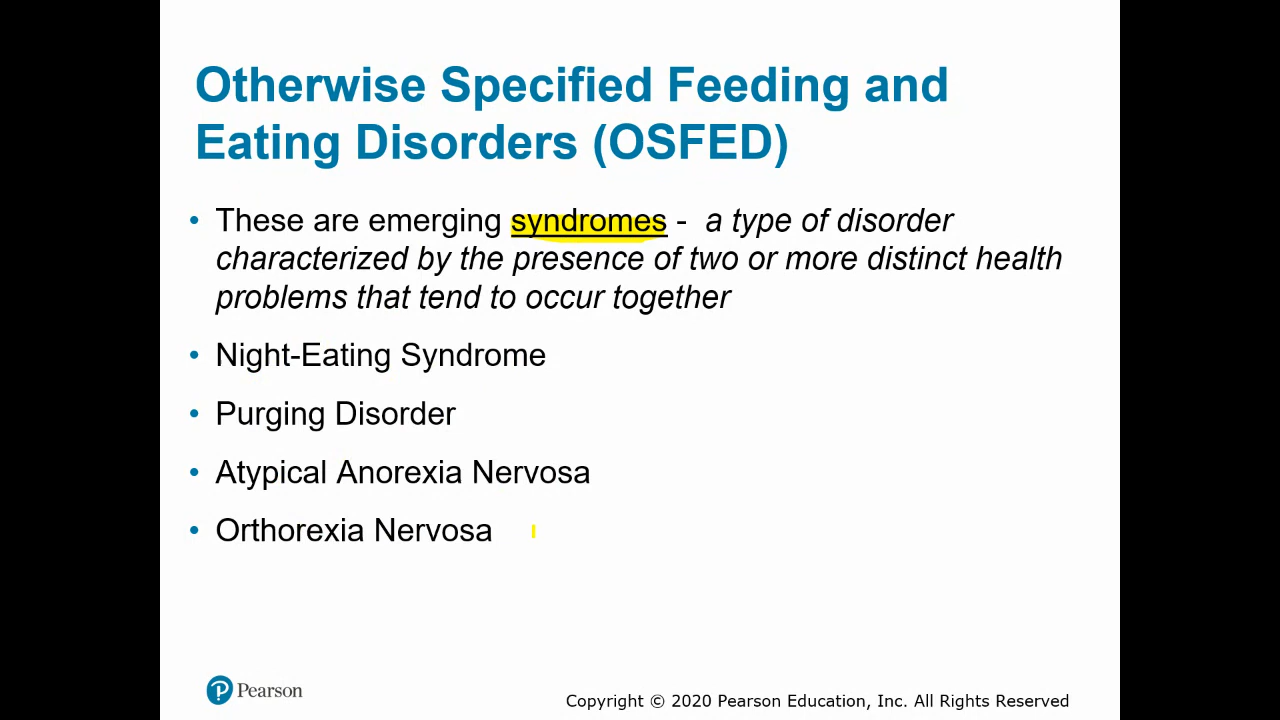 Otherwise Specified Feeding and
Eating Disorders (OSFED)
• These are emerging syndromes - a type of disorder
characterized by the presence of two or more distinct health
problems that tend to occur together
• Night-Eating Syndrome
• Purging Disorder
• Atypical Anorexia Nervosa
• Orthorexia Nervosa
Pearson
Copyright © 2020 Pearson Education, Inc. All Rights Reserved